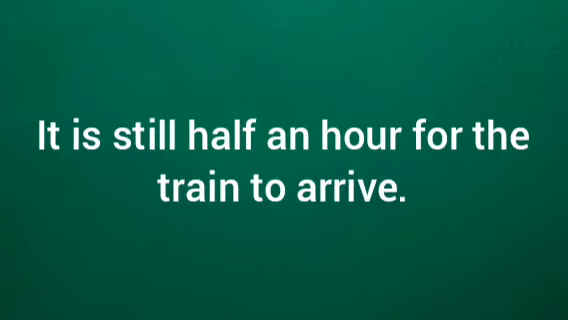 It is still half an hour for the
train to arrive.